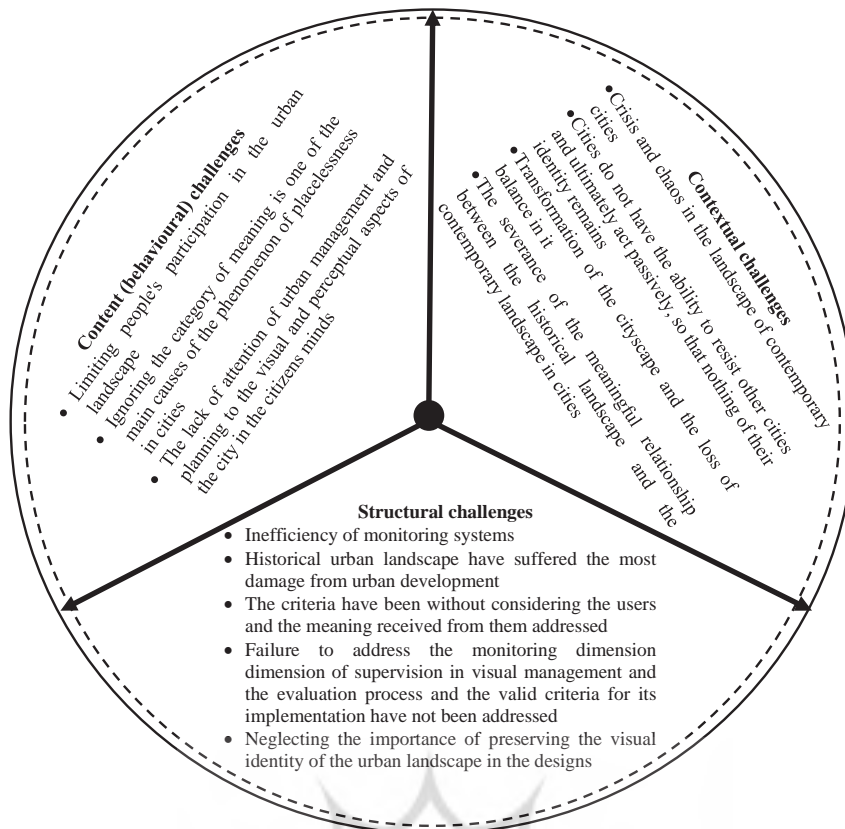 Content (behavioural) challenges
• Limiting people's participation in the urban
landscape
• Ignoring the category of meaning is one of the
main causes of the phenomenon of placelessness
in cities
• The lack of attention of urban management and
planning to the visual and perceptual aspects of
the city in the citizens minds
Contextual challenges
• Crisis and chaos in the landscape of contemporary
cities
• Cities do not have the ability to resist other cities
and ultimately act passively, so that nothing of their
identity remains
• Transformation of the cityscape and the loss of
balance in it
• The severance of the meaningful relationship
between the historical landscape and the
contemporary landscape in cities
Structural challenges
• Inefficiency of monitoring systems
• Historical urban landscape have suffered the most
damage from urban development
• The criteria have been without considering the users
and the meaning received from them addressed
• Failure to address the monitoring dimension
dimension of supervision in visual management and
the evaluation process and the valid criteria for its
implementation have not been addressed
• Neglecting the importance of preserving the visual
identity of the urban landscape in the designs